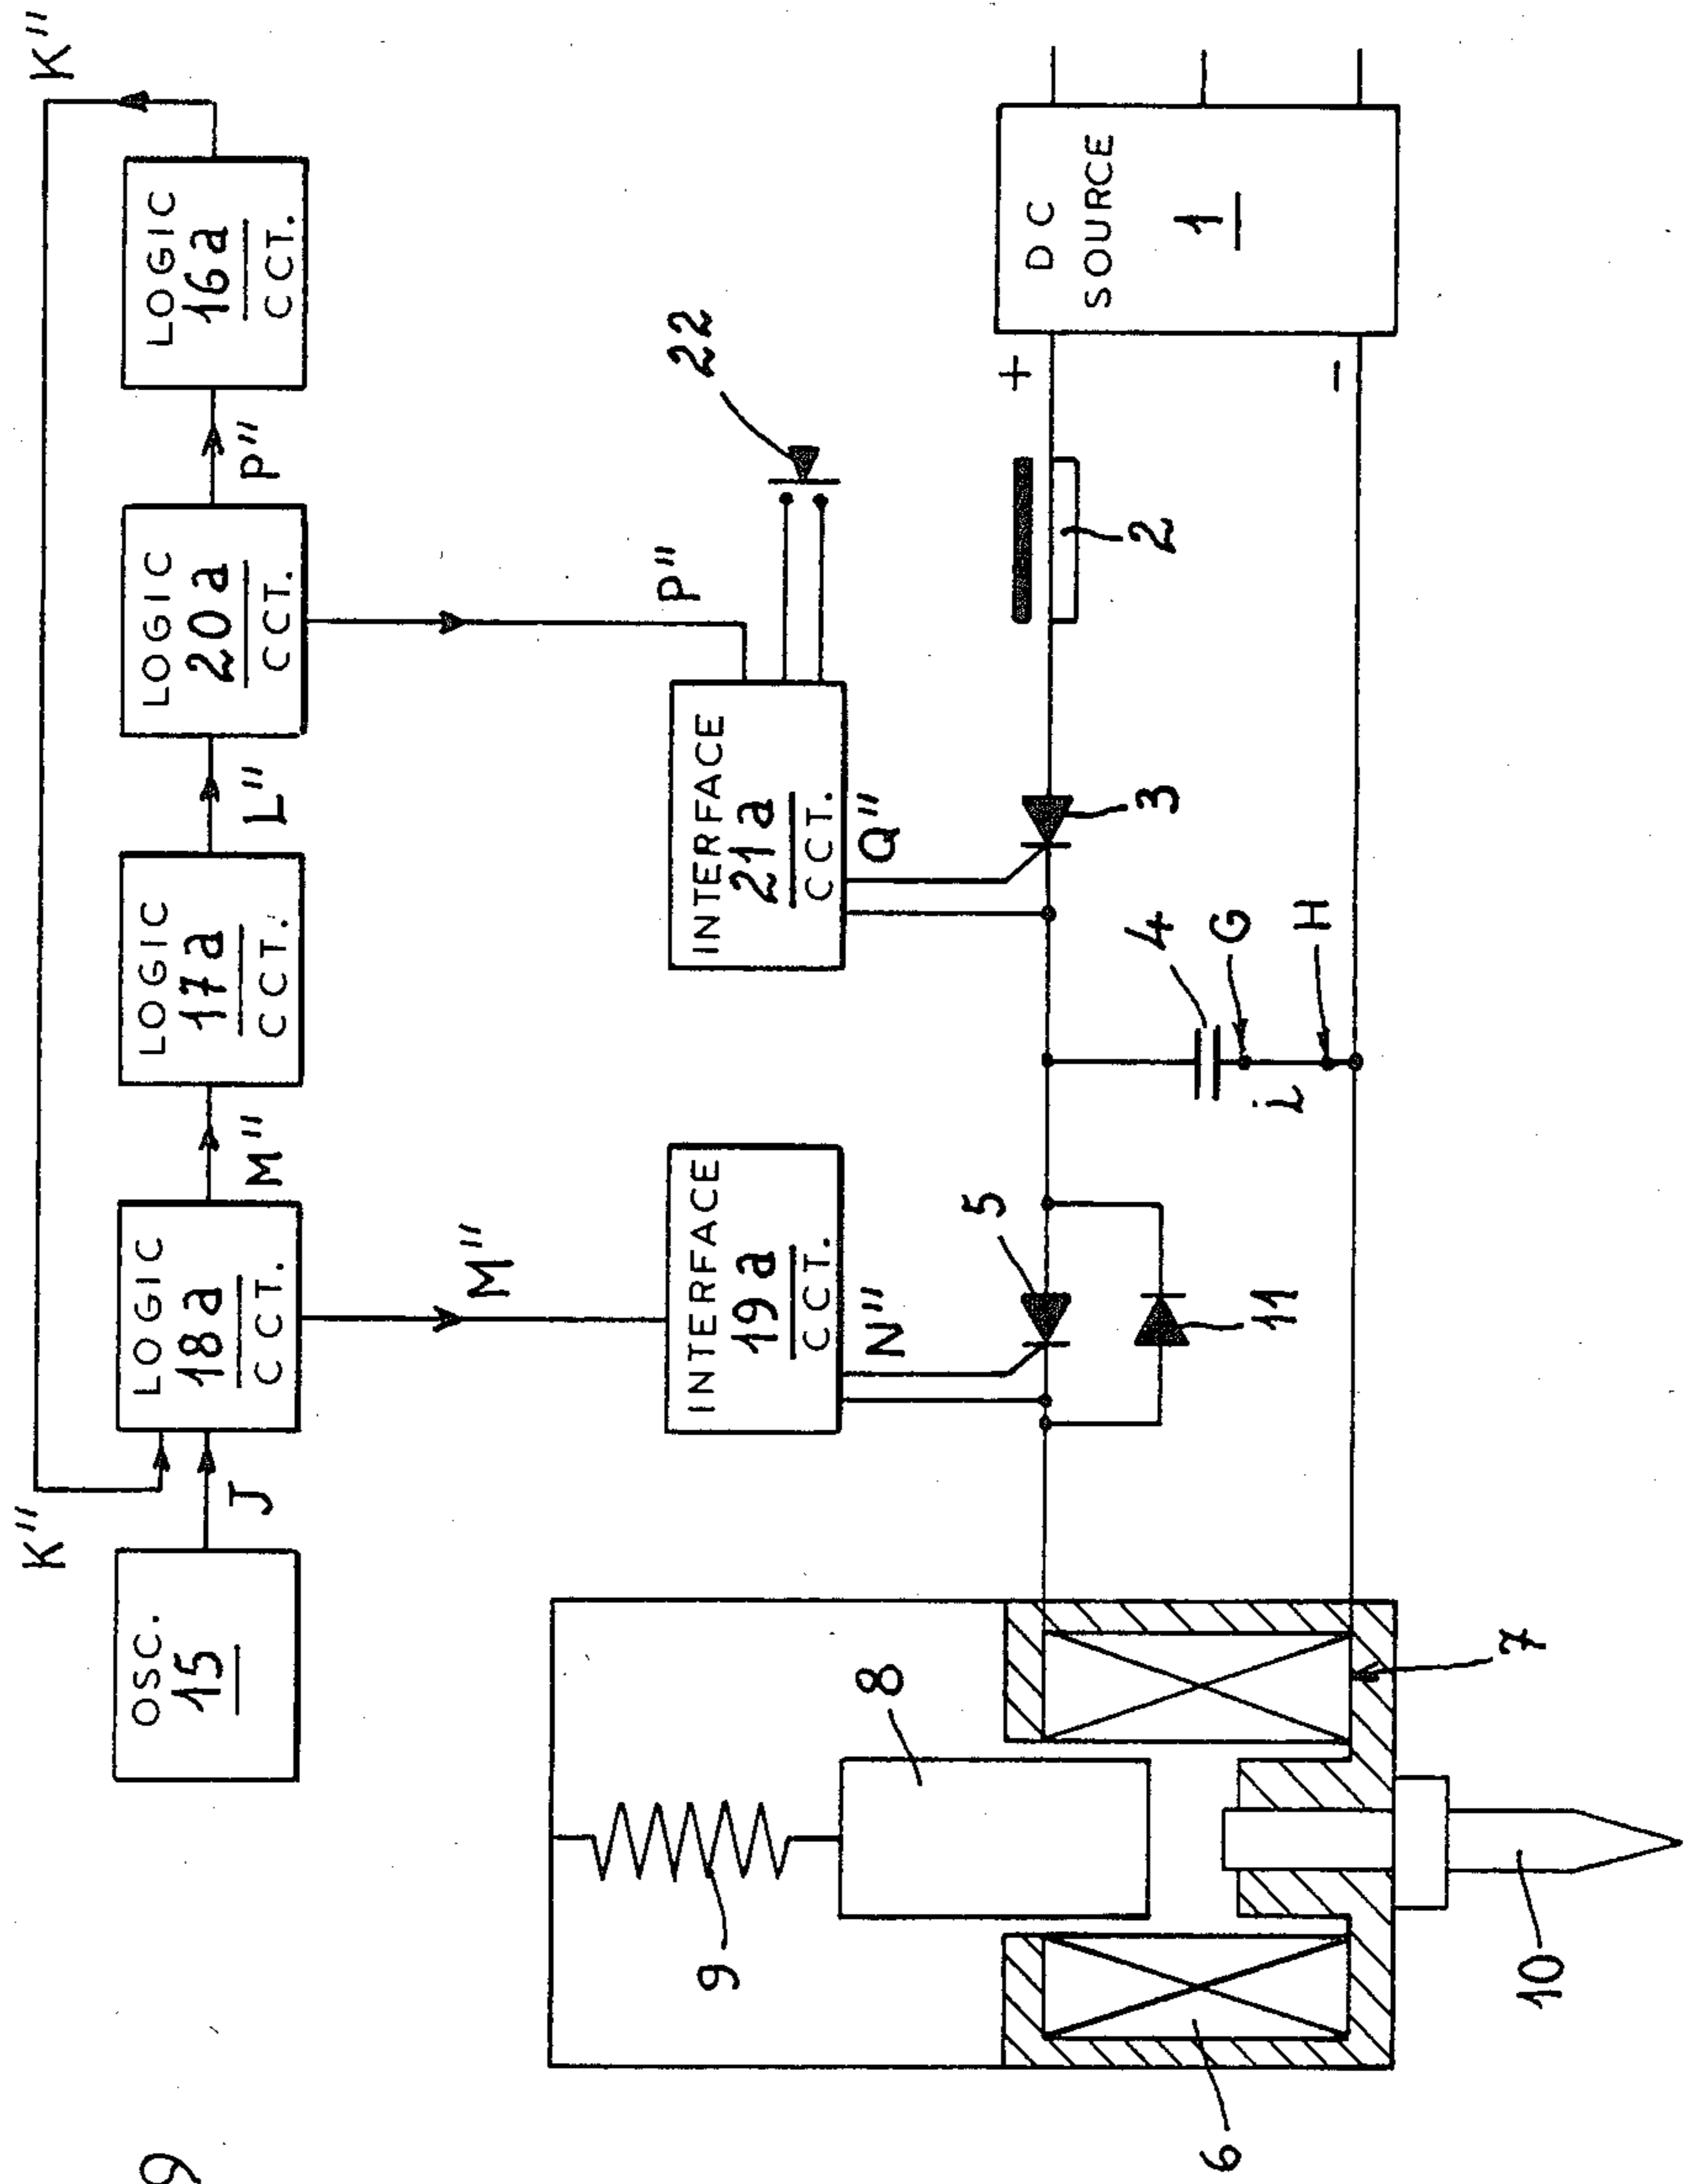 K"
K"
OSC.
15
J
LOGIC
18a
CCT.
M"
LOGIC
17a
CCT.
L"
LOGIC
20a
CCT.
P"
LOGIC
16a
CCT.
M"
P"
INTERFACE
19a
CCT.
N"
INTERFACE
21a
CCT.
Q"
22
5
11
3
2
4
G
H
i
+
-
DC
SOURCE
1
9
8
7
6
10
9